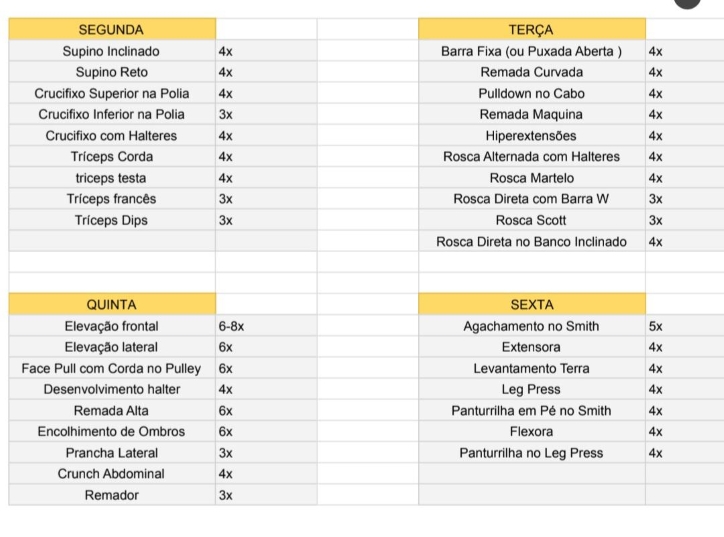 SEGUNDA
Supino Inclinado 4x
Supino Reto 4x
Crucifixo Superior na Polia 4x
Crucifixo Inferior na Polia 3x
Crucifixo com Halteres 4x
Tríceps Corda 4x
triceps testa 4x
Tríceps francês 3x
Tríceps Dips 3x
TERÇA
Barra Fixa (ou Puxada Aberta ) 4x
Remada Curvada 4x
Pulldown no Cabo 4x
Remada Maquina 4x
Hiperextensões 4x
Rosca Alternada com Halteres 4x
Rosca Martelo 4x
Rosca Direta com Barra W 3x
Rosca Scott 3x
Rosca Direta no Banco Inclinado 4x
QUINTA
Elevação frontal 6-8x
Elevação lateral 6x
Face Pull com Corda no Pulley 6x
Desenvolvimento halter 4x
Remada Alta 6x
Encolhimento de Ombros 6x
Prancha Lateral 3x
Crunch Abdominal 4x
Remador 3x
SEXTA
Agachamento no Smith 5x
Extensora 4x
Levantamento Terra 4x
Leg Press 4x
Panturrilha em Pé no Smith 4x
Flexora 4x
Panturrilha no Leg Press 4x